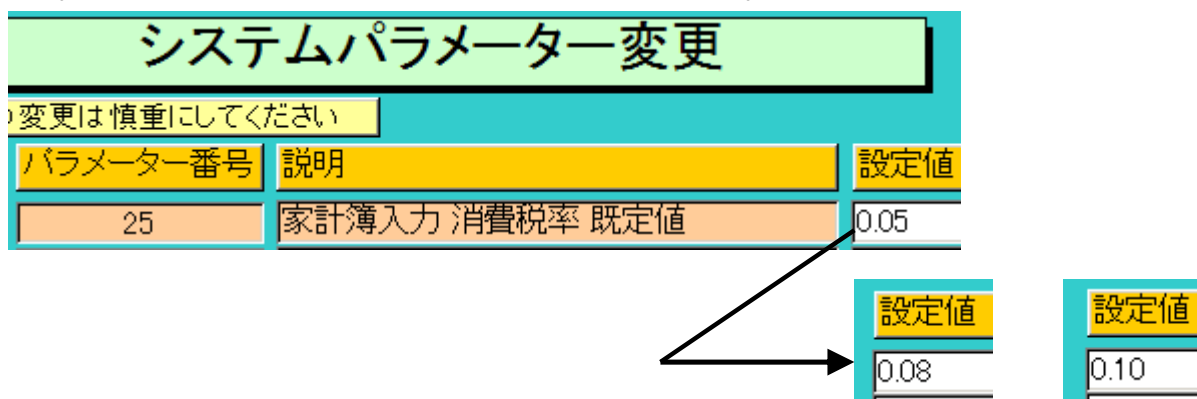 システムパラメーター変更
変更は慎重にしてください
パラメーター番号 説明 設定値
25 家計簿入力 消費税率 既定値 0.05
設定値 設定値
0.08 0.10